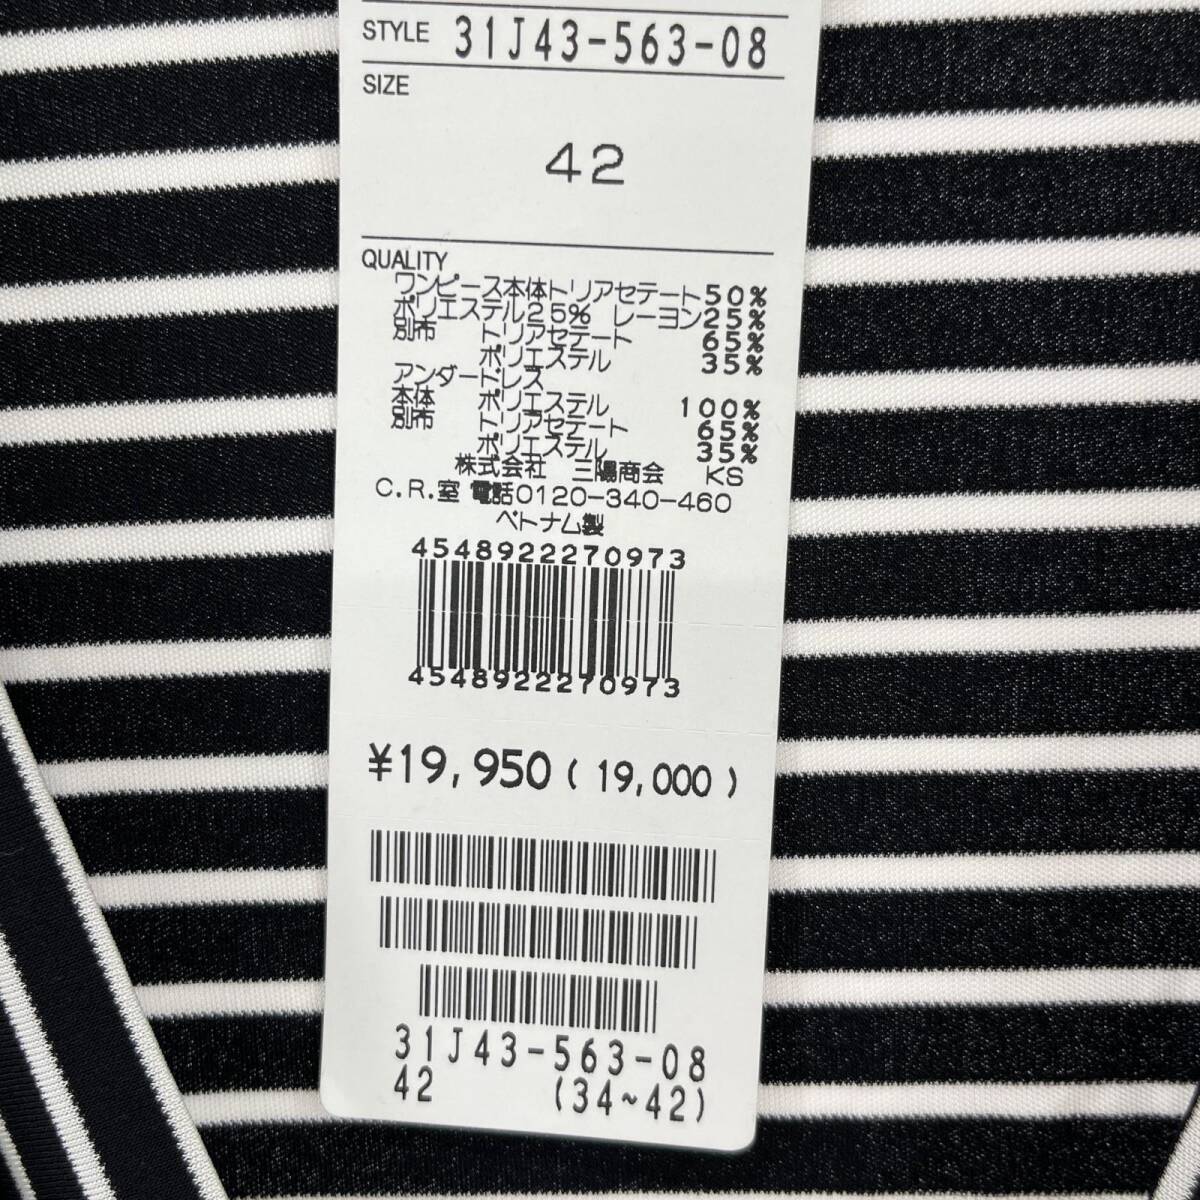 STYLE 31J43-563-08
SIZE
42
QUALITY
ワンピース本体トリアセテート50%
ポリエステル25% レーヨン25%
別布 トリアセテート 65%
ポリエステル 35%
アンダードレス
本体 ポリエステル 100%
別布 トリアセテート 65%
ポリエステル 35%
株式会社 三陽商会 KS
C.R.室 電話0120-340-460
ベトナム製
4548922270973
4548922270973
¥19,950(19,000)
31J43-563-08
42 (34~42)